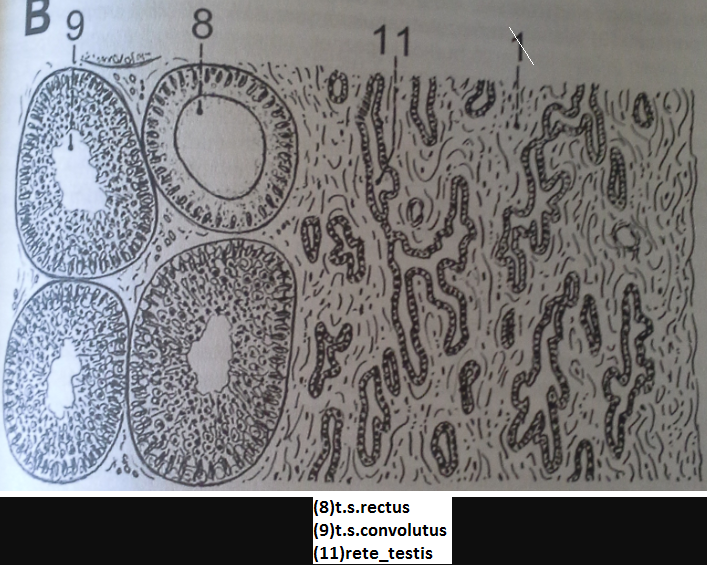 B
9 8 11 1
(8)t.s.rectus
(9)t.s.convolutus
(11)rete_testis